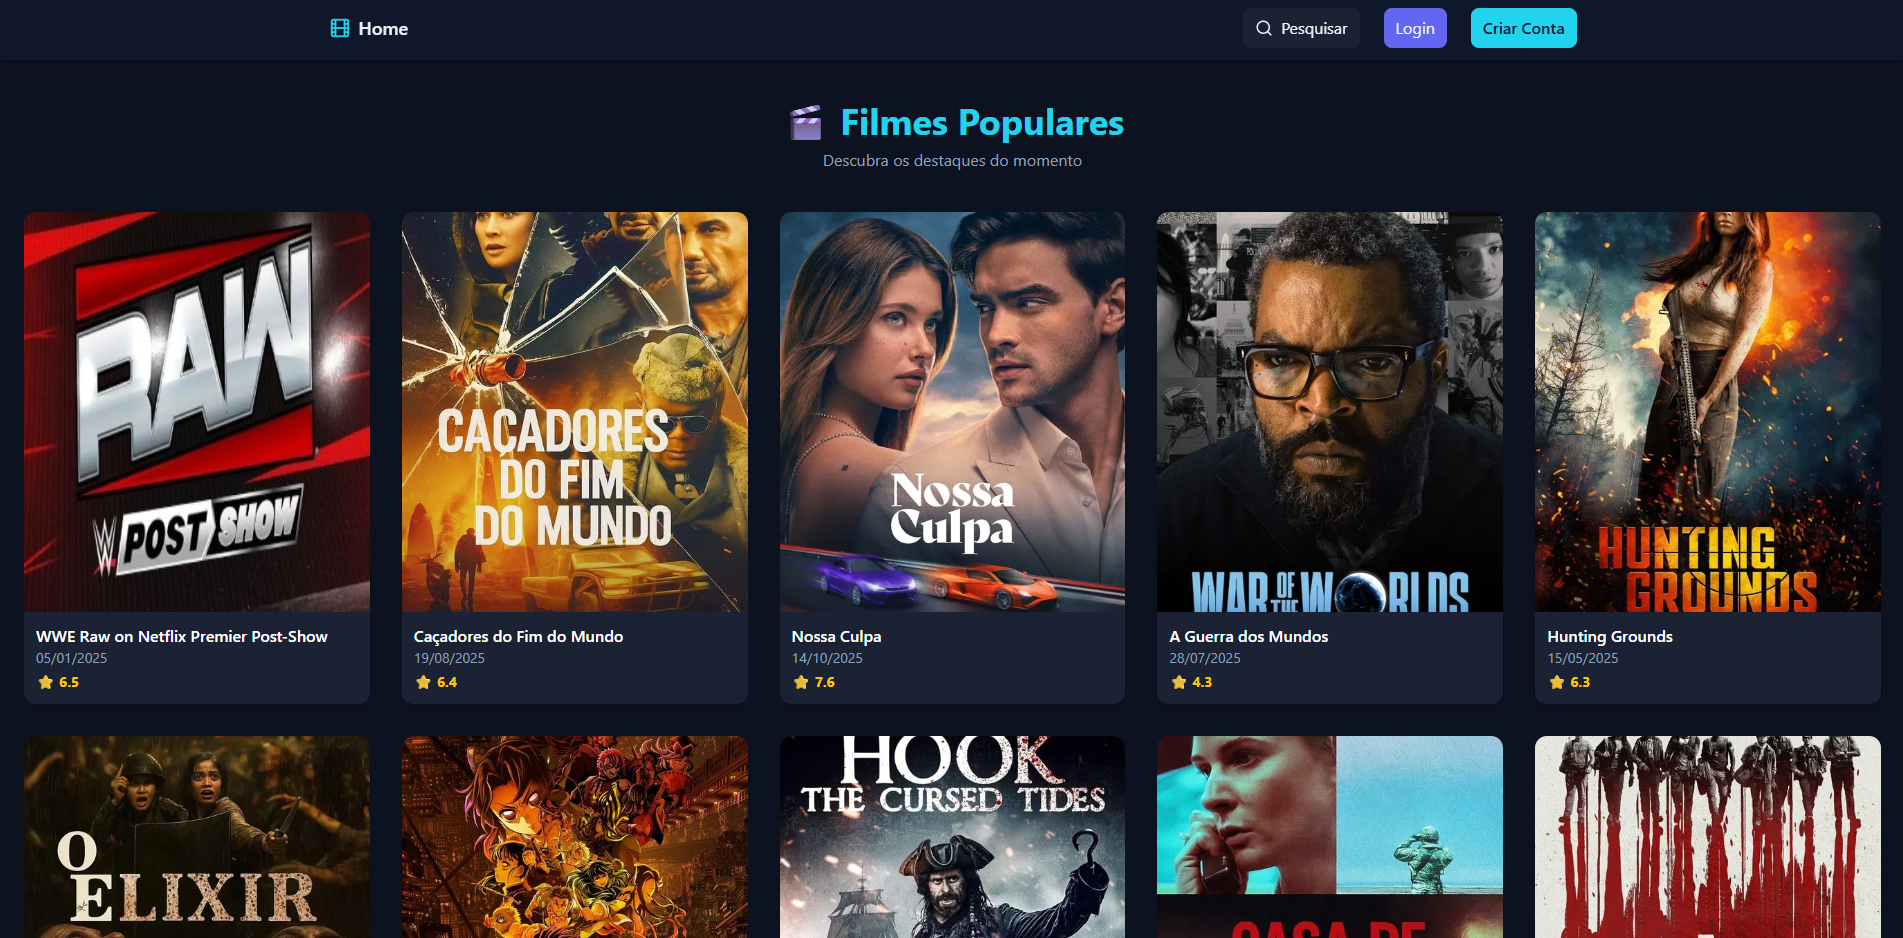 Home
Pesquisar
Login
Criar Conta
Filmes Populares
Descubra os destaques do momento
RAW
W POST SHOW
CAÇADORES
DO FIM
DO MUNDO
Nossa
Culpa
WAR OF THE WORLDS
HUNTING
GROUNDS
WWE Raw on Netflix Premier Post-Show
05/01/2025
6.5
Caçadores do Fim do Mundo
19/08/2025
6.4
Nossa Culpa
14/10/2025
7.6
A Guerra dos Mundos
28/07/2025
4.3
Hunting Grounds
15/05/2025
6.3
O
ELIXIR
HOOK
THE CURSED TIDES
CASA DE